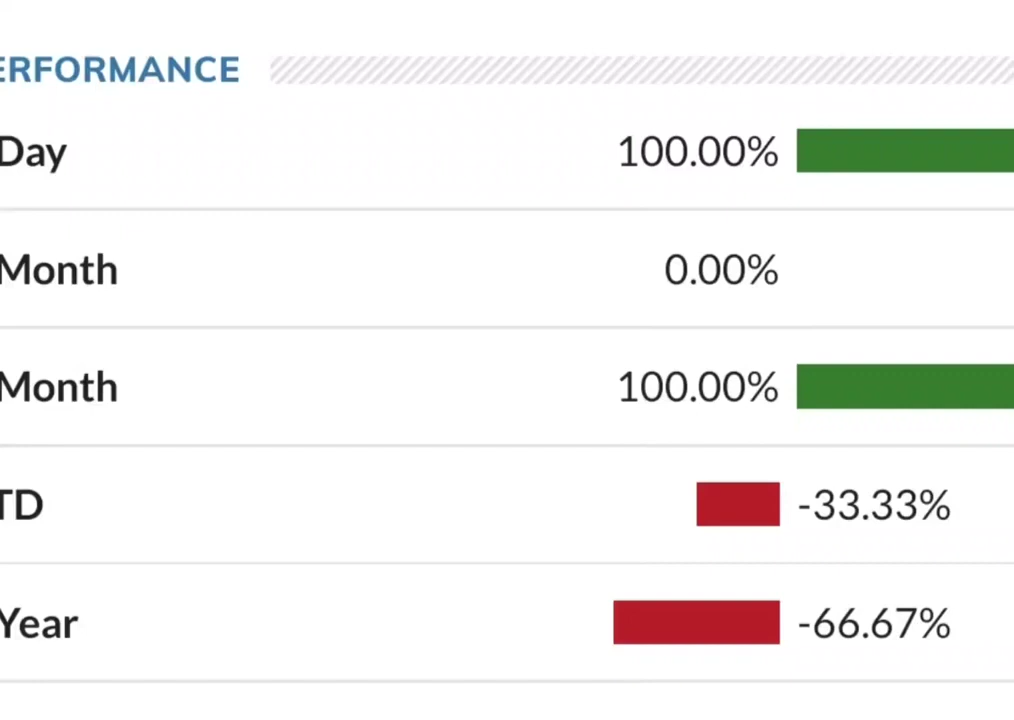 ERFORMANCE
Day 100.00%
Month 0.00%
Month 100.00%
TD -33.33%
Year -66.67%